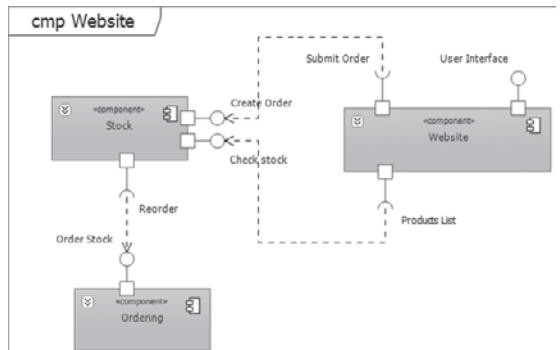 cmp Website
Submit Order
User Interface
«component»
Stock
Create Order
«component»
Website
Check stock
Reorder
Products List
Order Stock
«component»
Ordering